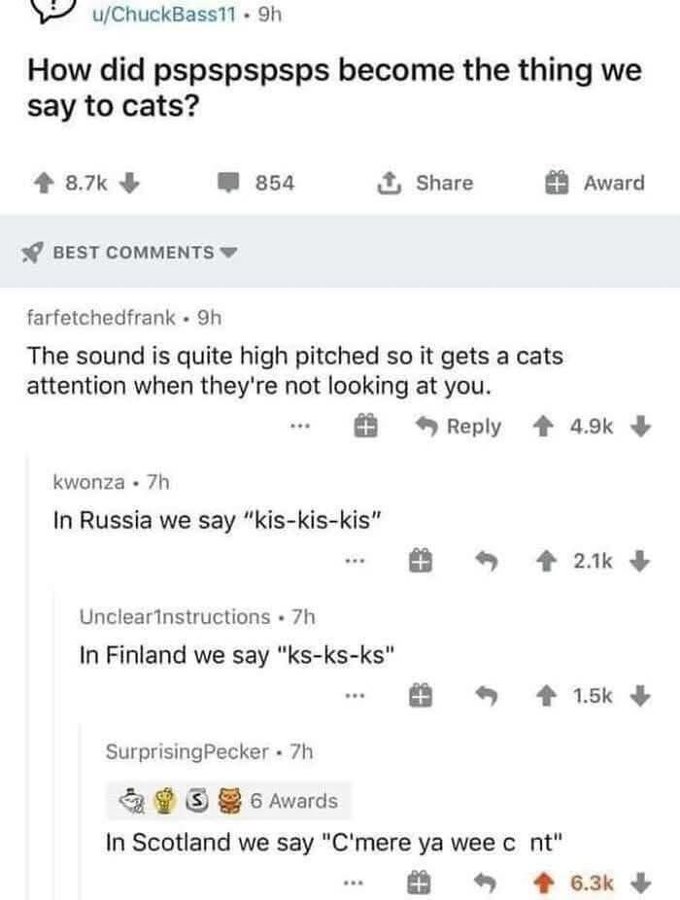 u/ChuckBass11 • 9h
How did pspspspsps become the thing we
say to cats?
8.7k 854 Share Award
BEST COMMENTS
farfetchedfrank • 9h
The sound is quite high pitched so it gets a cats
attention when they're not looking at you.
... Reply 4.9k
kwonza • 7h
In Russia we say "kis-kis-kis"
... 2.1k
Unclear1nstructions • 7h
In Finland we say "ks-ks-ks"
... 1.5k
SurprisingPecker • 7h
S 6 Awards
In Scotland we say "C'mere ya wee c nt"
... 6.3k